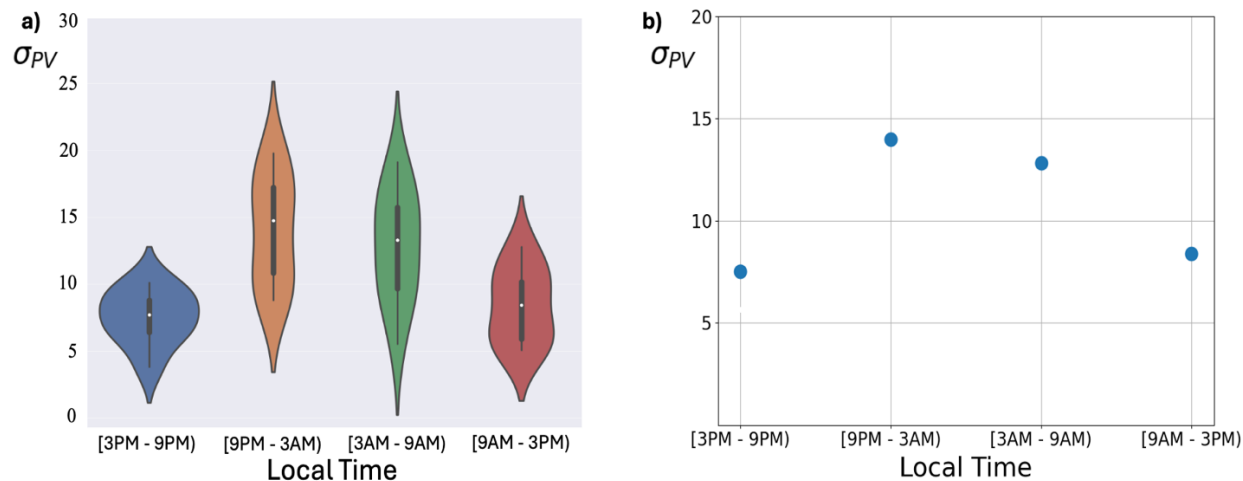 a)
σPV
30
25
20
15
10
5
0
[3PM - 9PM) [9PM - 3AM) [3AM - 9AM) [9AM - 3PM)
Local Time
b)
σPV
20
15
10
5
[3PM - 9PM) [9PM - 3AM) [3AM - 9AM) [9AM - 3PM)
Local Time